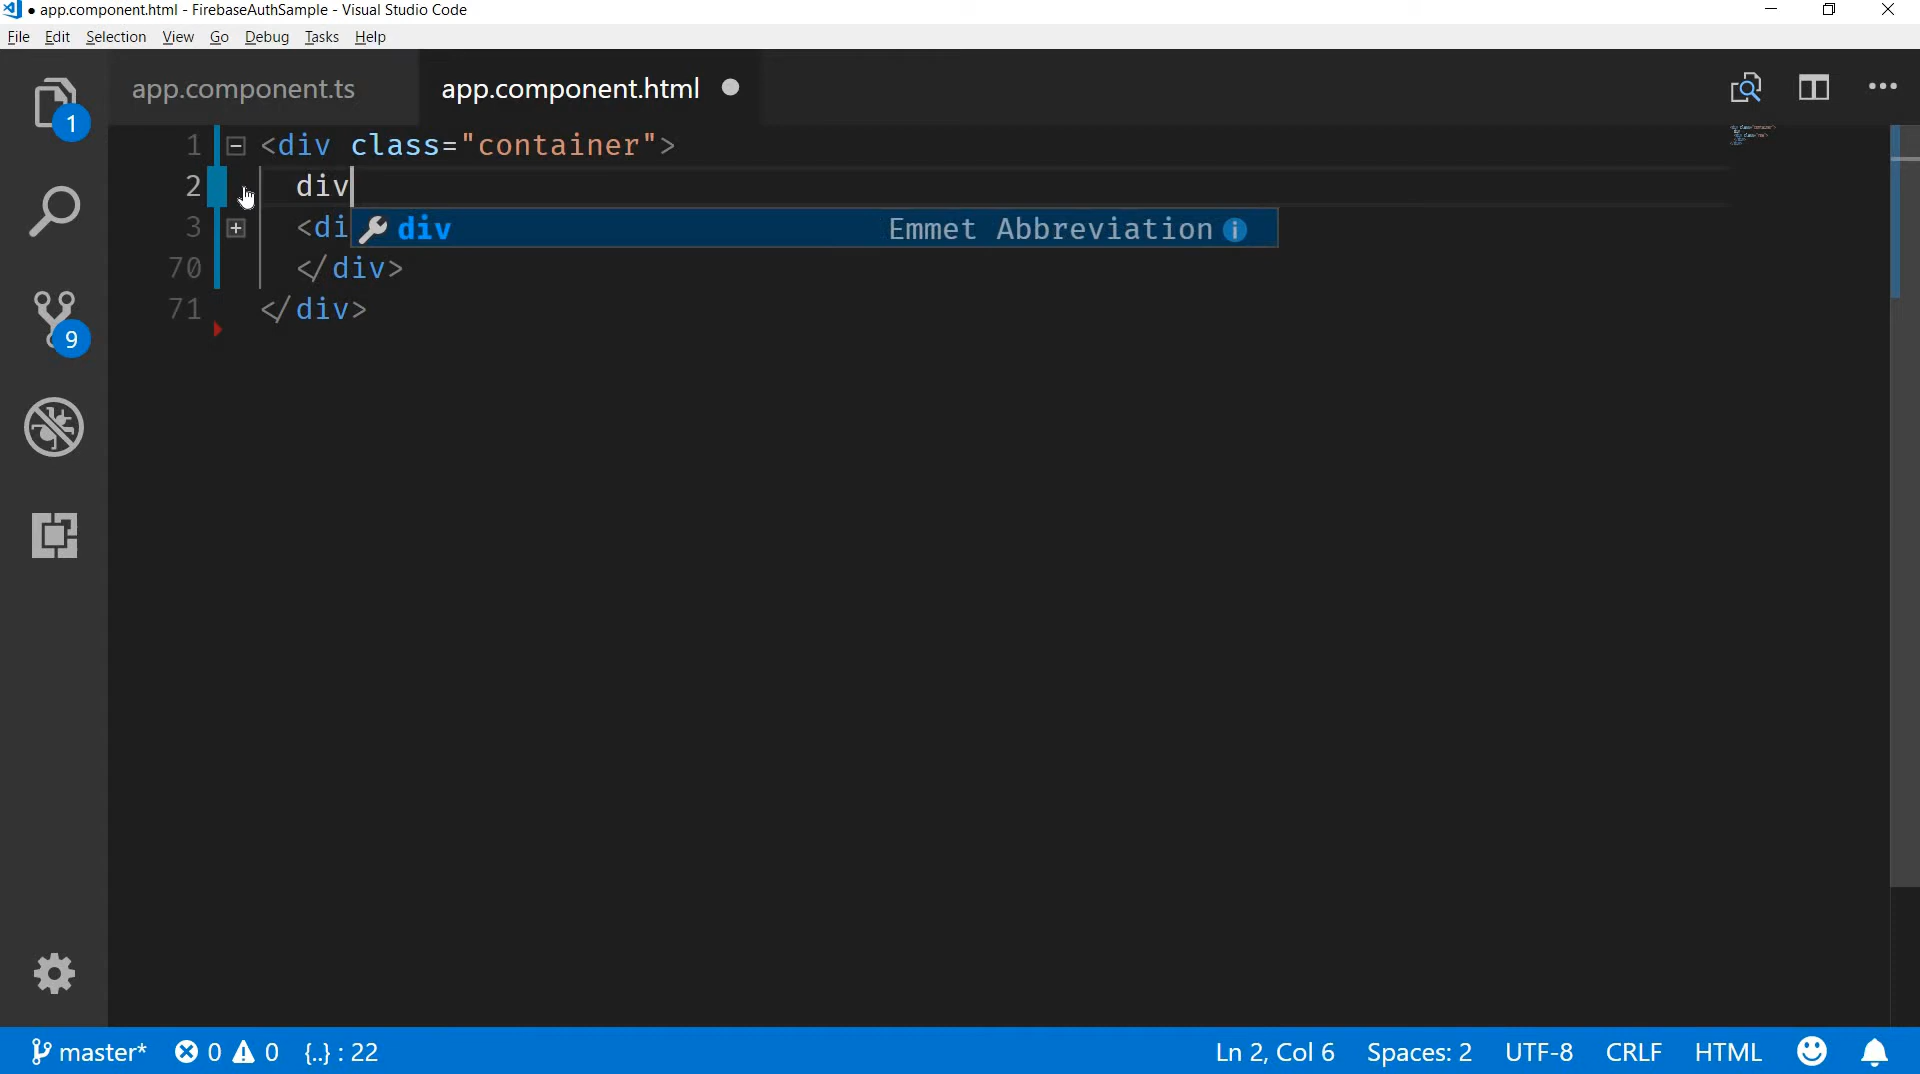 ● app.component.html - FirebaseAuthSample - Visual Studio Code
File Edit Selection View Go Debug Tasks Help
app.component.ts app.component.html ●
1 <div class="container">
2 div
3 <di div Emmet Abbreviation
70 </div>
71 </div>
1
9
master* 0 0 {..} : 22 Ln 2, Col 6 Spaces: 2 UTF-8 CRLF HTML